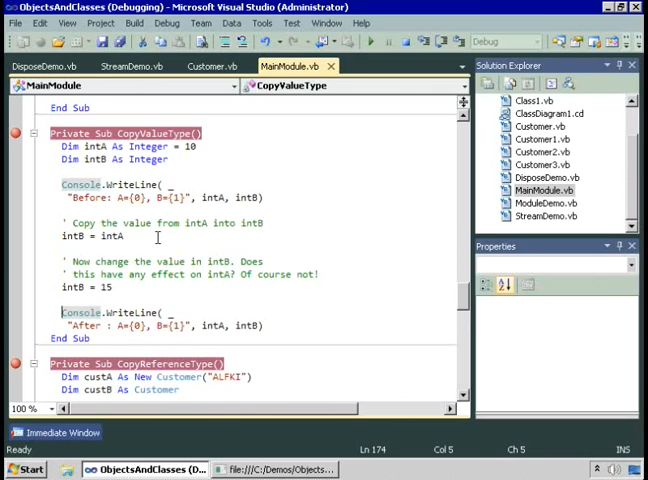 ObjectsAndClasses (Debugging) - Microsoft Visual Studio (Administrator)
File Edit View Project Build Debug Team Data Tools Test Window Help
Debug
DisposeDemo.vb StreamDemo.vb Customer.vb MainModule.vb
MainModule CopyValueType
End Sub
Private Sub CopyValueType()
Dim intA As Integer = 10
Dim intB As Integer
Console.WriteLine( _
"Before: A={0}, B={1}", intA, intB)
' Copy the value from intA into intB
intB = intA
' Now change the value in intB. Does
' this have any effect on intA? Of course not!
intB = 15
Console.WriteLine( _
"After : A={0}, B={1}", intA, intB)
End Sub
Private Sub CopyReferenceType()
Dim custA As New Customer("ALFKI")
Dim custB As Customer
100 %
Solution Explorer
Class1.vb
ClassDiagram1.cd
Customer.vb
Customer1.vb
Customer2.vb
Customer3.vb
DisposeDemo.vb
MainModule.vb
ModuleDemo.vb
StreamDemo.vb
Properties
Immediate Window
Ready Ln 174 Col 5 Ch 5 INS
Start ObjectsAndClasses (D... file:///C:/Demos/Objects...